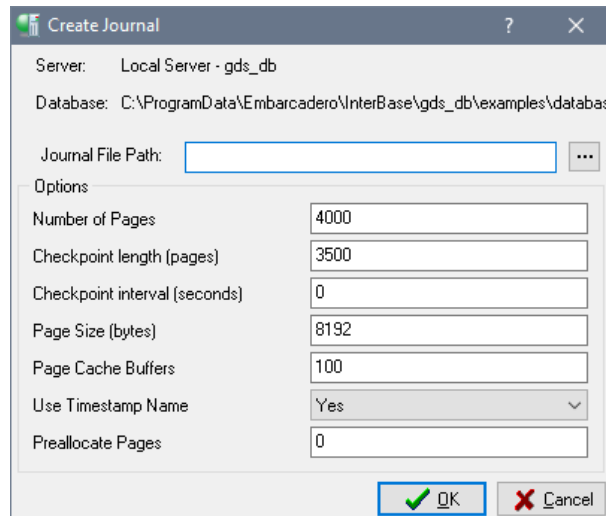 Create Journal ?
Server: Local Server - gds_db
Database: C:\ProgramData\Embarcadero\InterBase\gds_db\examples\databas
Journal File Path: ...
Options
Number of Pages 4000
Checkpoint length (pages) 3500
Checkpoint interval (seconds) 0
Page Size (bytes) 8192
Page Cache Buffers 100
Use Timestamp Name Yes
Preallocate Pages 0
OK Cancel